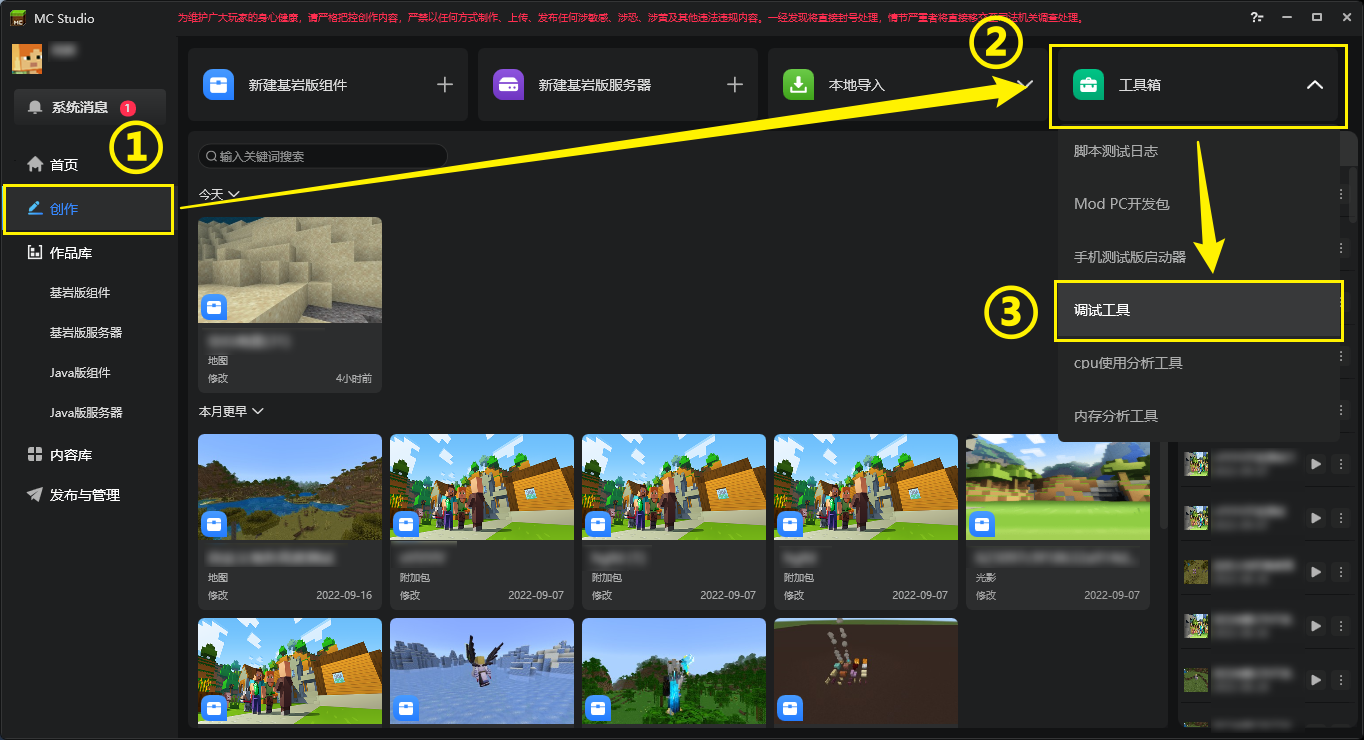 MC Studio
为维护广大玩家的身心健康，请严格把控创作内容，严禁以任何方式制作、上传、发布任何涉敏感、涉恐、涉黄及其他违法违规内容。一经发现将直接封号处理，情节严重者将直接移交至司法机关调查处理。
②
新建基岩版组件
新建基岩版服务器
本地导入
工具箱
系统消息 1
①
首页
创作
作品库
基岩版组件
基岩版服务器
Java版组件
Java版服务器
内容库
发布与管理
输入关键词搜索
今天
地图
修改 4小时前
本月更早
地图
修改 2022-09-16
附加包
修改 2022-09-07
附加包
修改 2022-09-07
附加包
修改 2022-09-07
光影
修改 2022-09-07
脚本测试日志
Mod PC开发包
手机测试版启动器
③
调试工具
cpu使用分析工具
内存分析工具